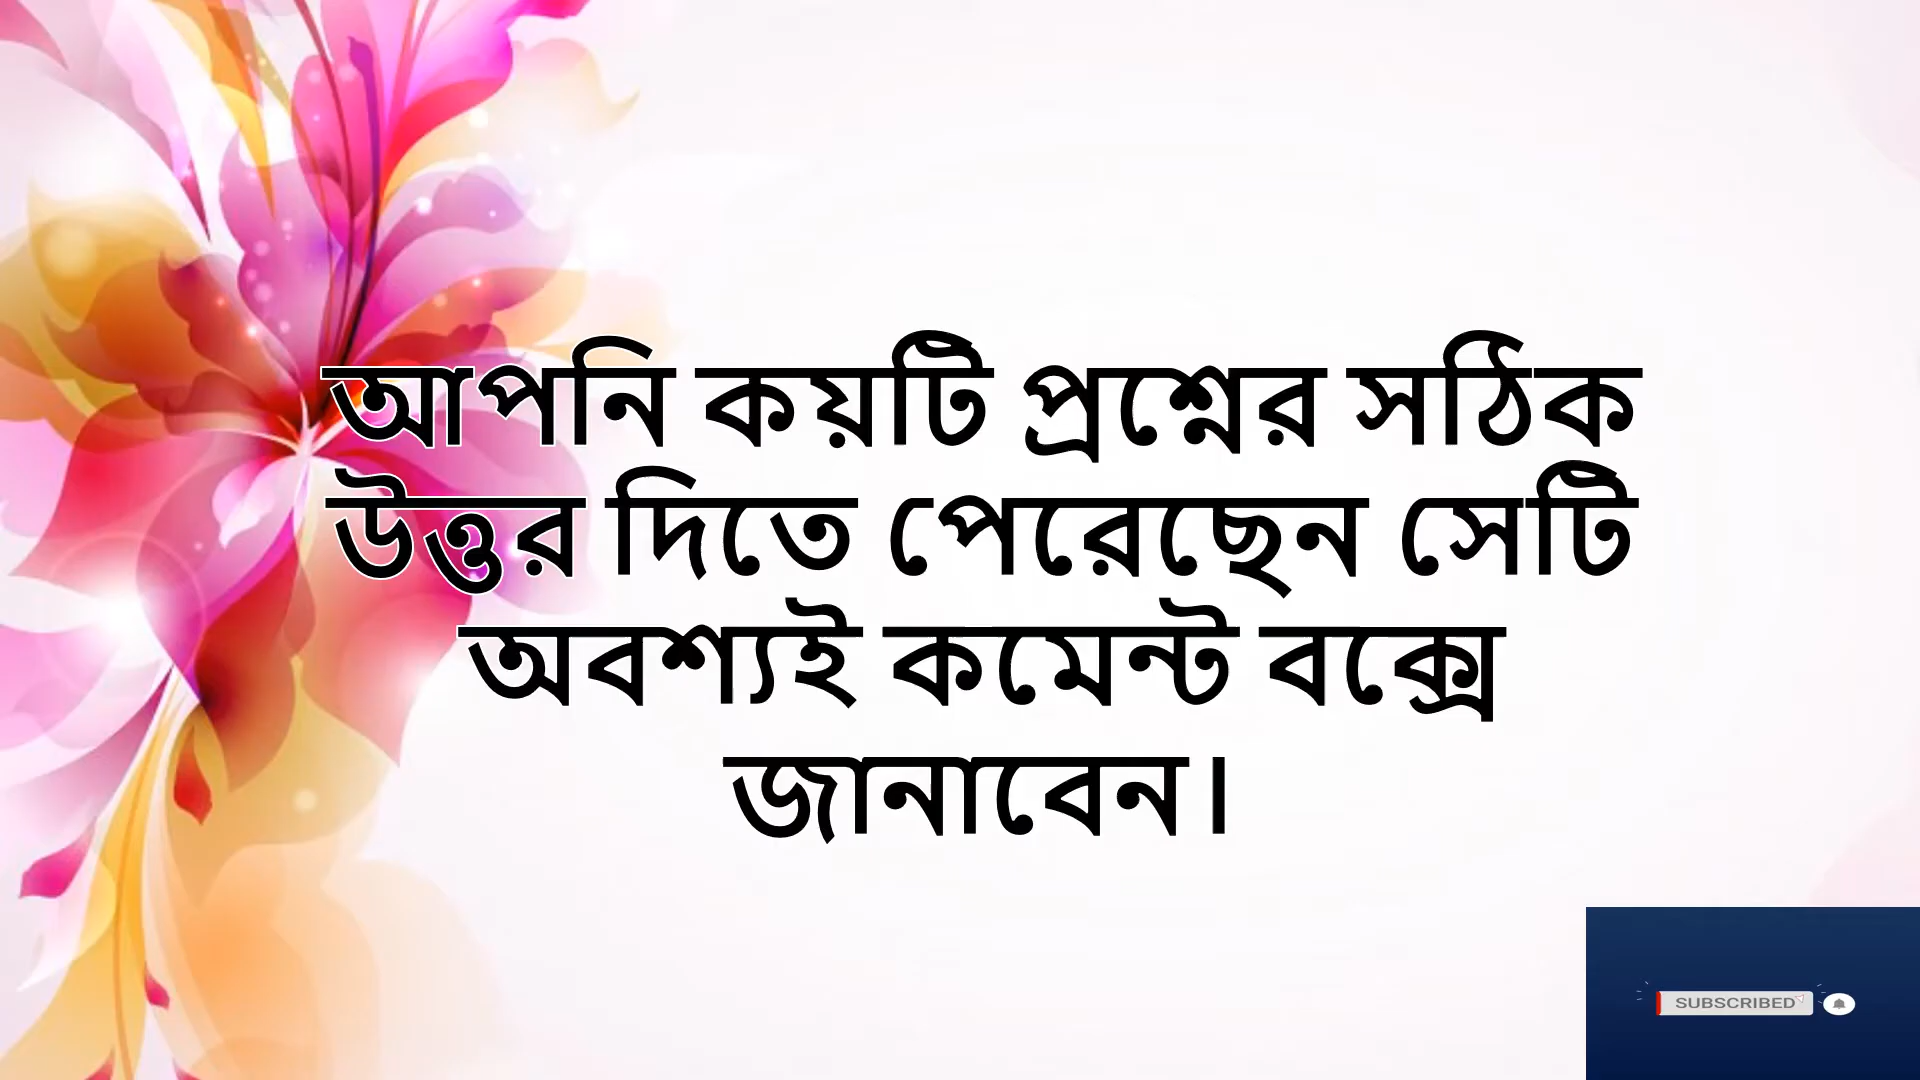 আপনি কয়টি প্রশ্নের সঠিক
উত্তর দিতে পেরেছেন সেটি
অবশ্যই কমেন্ট বক্সে
জানাবেন।
SUBSCRIBED